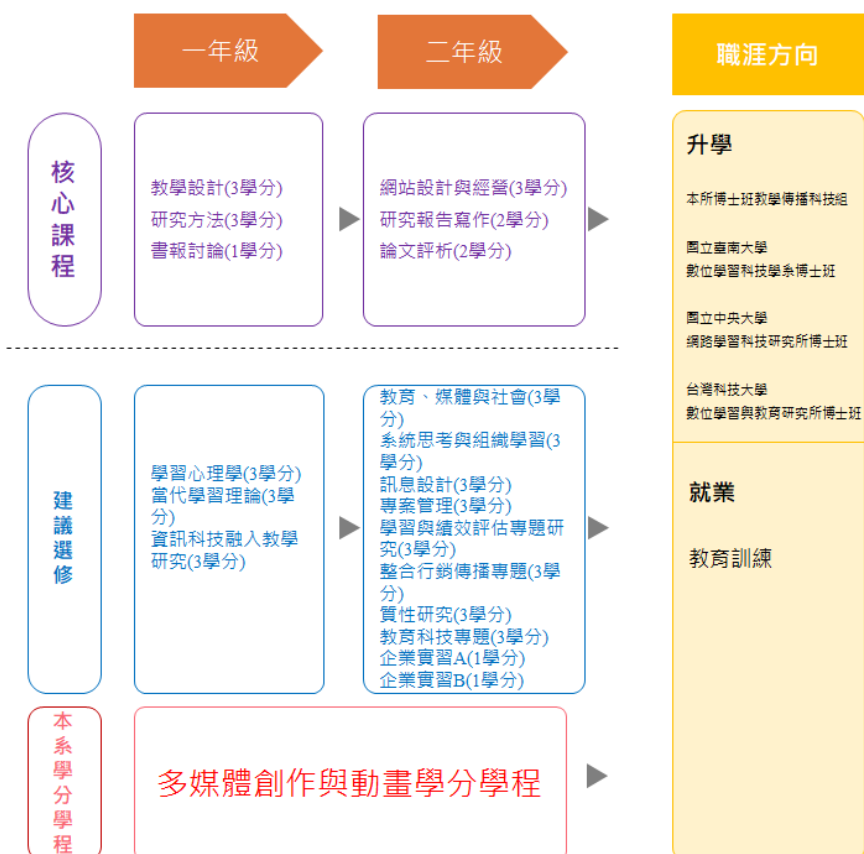 一年級
二年級
職涯方向
核心課程
教學設計(3學分)
研究方法(3學分)
書報討論(1學分)
網站設計與經營(3學分)
研究報告寫作(2學分)
論文評析(2學分)
升學
本所博士班教學傳播科技組
國立臺南大學
數位學習科技學系博士班
國立中央大學
網路學習科技研究所博士班
台灣科技大學
數位學習與教育研究所博士班
建議選修
學習心理學(3學分)
當代學習理論(3學
分)
資訊科技融入教學
研究(3學分)
教育、媒體與社會(3學
分)
系統思考與組織學習(3
學分)
訊息設計(3學分)
專案管理(3學分)
學習與績效評估專題研
究(3學分)
整合行銷傳播專題(3學
分)
質性研究(3學分)
教育科技專題(3學分)
企業實習A(1學分)
企業實習B(1學分)
就業
教育訓練
本系學分學程
多媒體創作與動畫學分學程